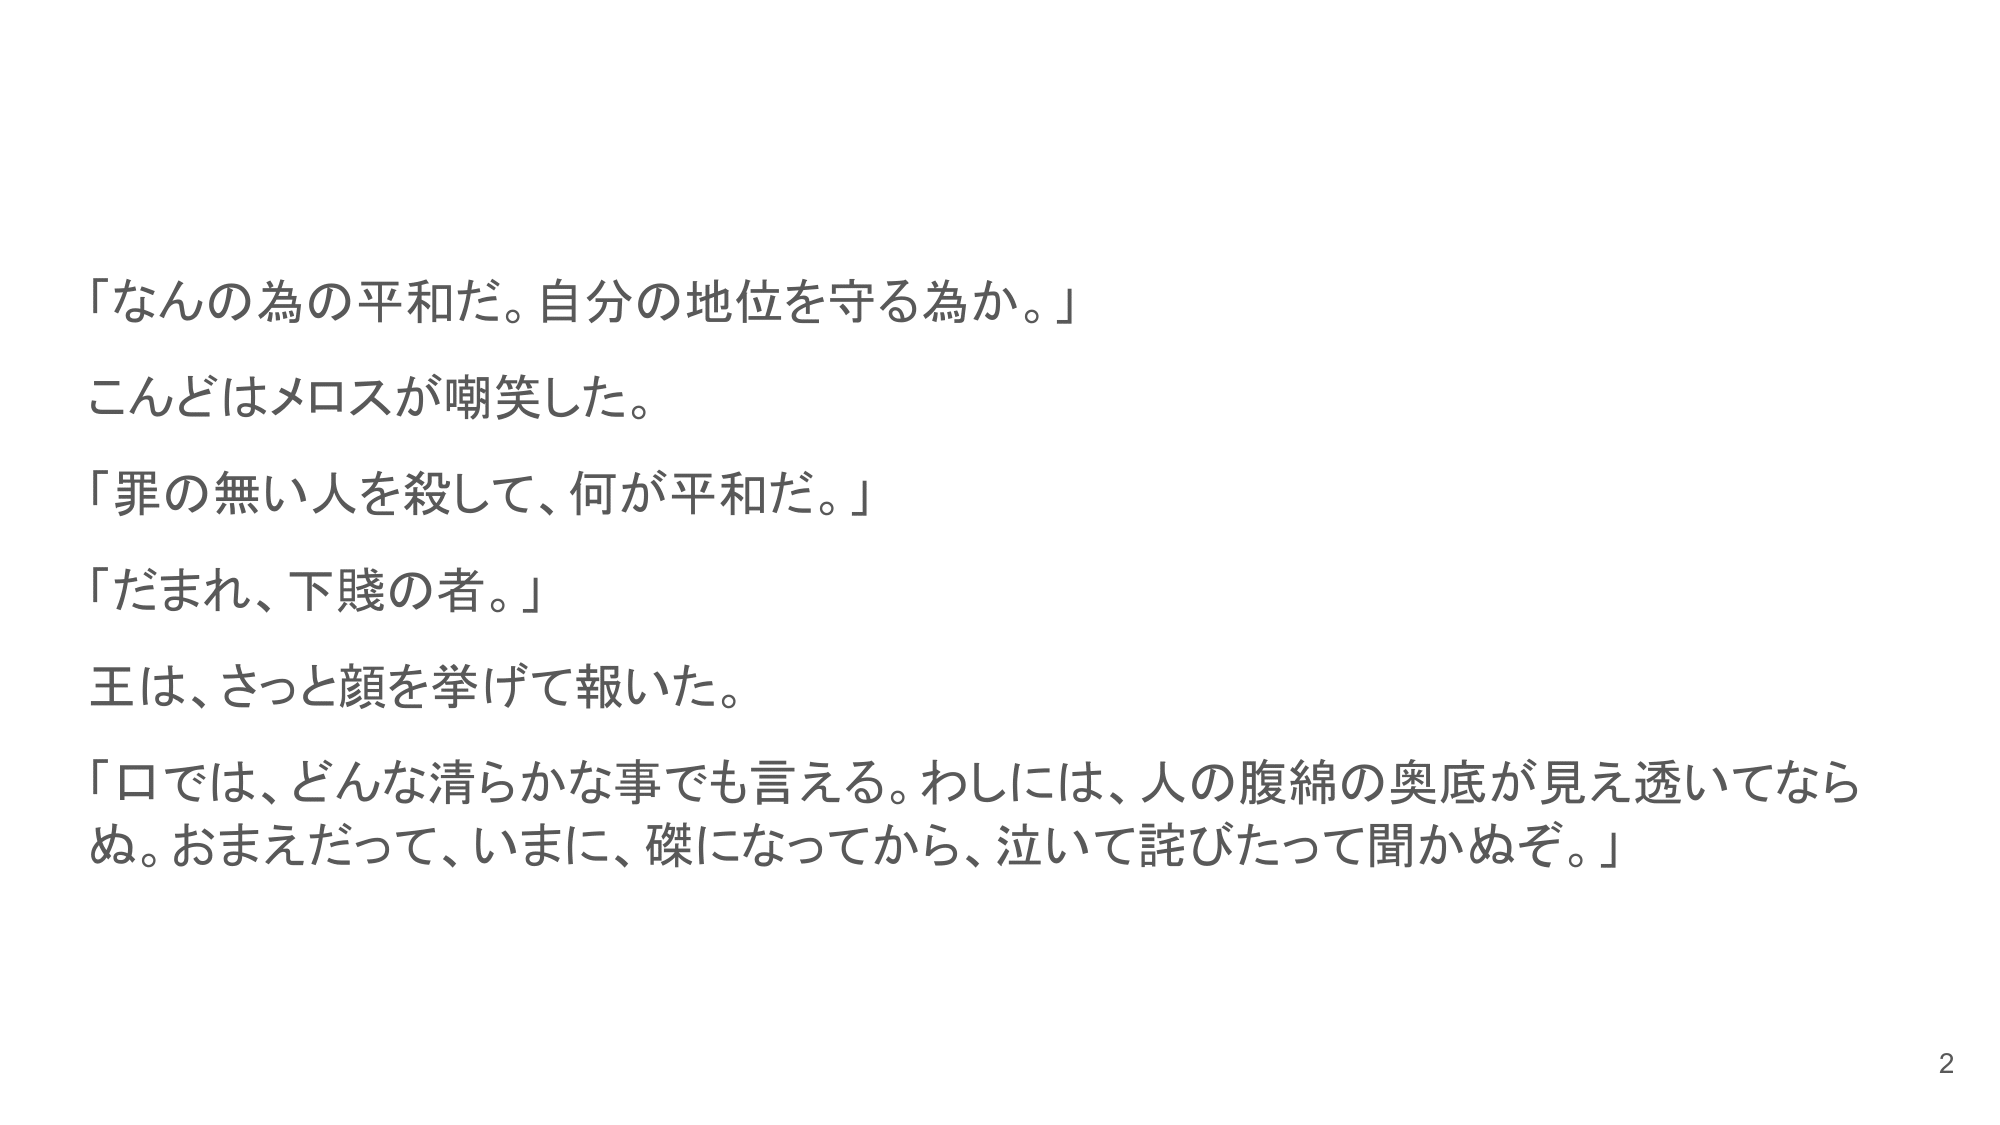 「なんの為の平和だ。自分の地位を守る為か。」
こんどはメロスが嘲笑した。
「罪の無い人を殺して、何が平和だ。」
「だまれ、下賤の者。」
王は、さっと顔を挙げて報いた。
「口では、どんな清らかな事でも言える。わしには、人の腹綿の奥底が見え透いてなら
ぬ。おまえだって、いまに、磔になってから、泣いて詫びたって聞かぬぞ。」
2